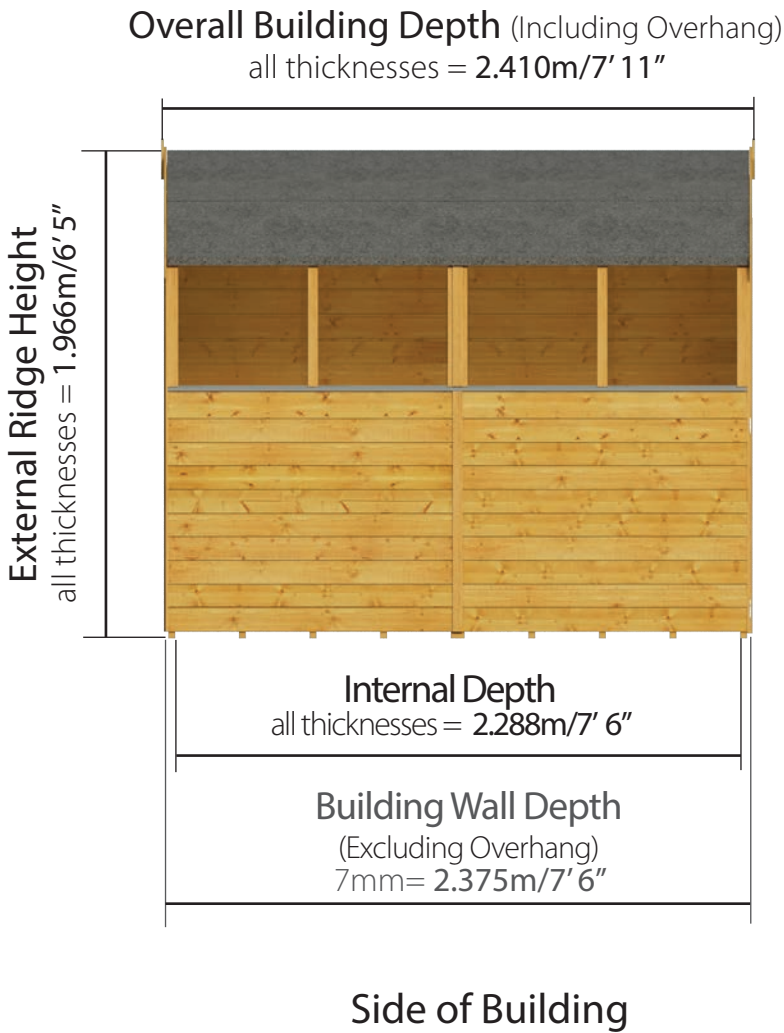 Overall Building Depth (Including Overhang)
all thicknesses = 2.410m/7' 11"
External Ridge Height
all thicknesses = 1.966m/6' 5"
Internal Depth
all thicknesses = 2.288m/7' 6"
Building Wall Depth
(Excluding Overhang)
7mm= 2.375m/7' 6"
Side of Building